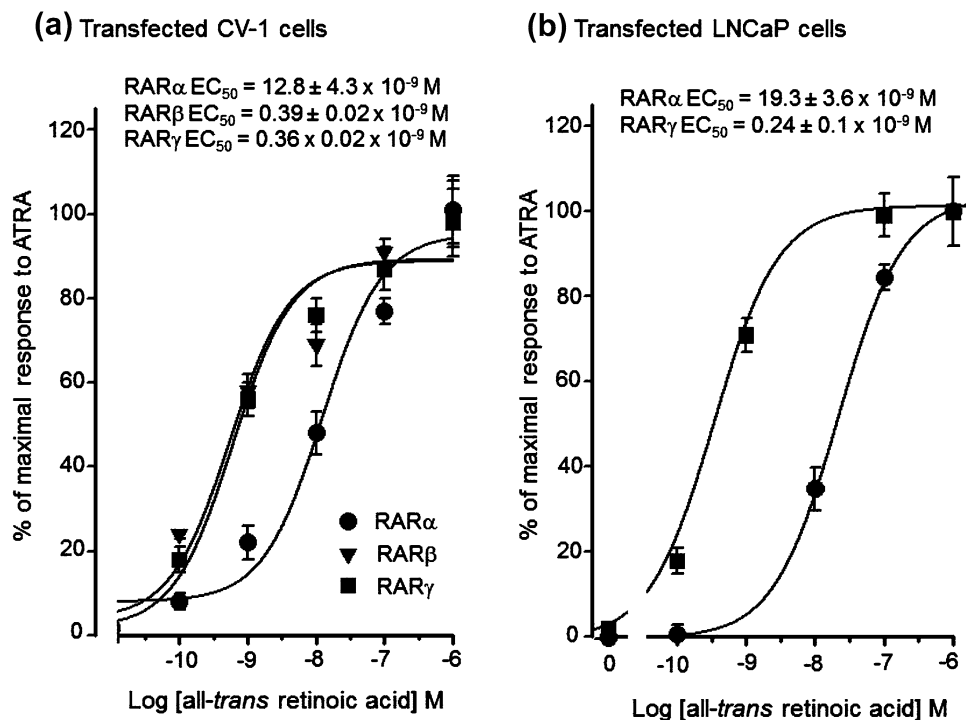 (a) Transfected CV-1 cells
RARα EC50 = 12.8 ± 4.3 x 10-9 M
RARβ EC50 = 0.39 ± 0.02 x 10-9 M
RARγ EC50 = 0.36 x 0.02 x 10-9 M
% of maximal response to ATRA
120
100
80
60
40
20
0
RARα
RARβ
RARγ
-10 -9 -8 -7 -6
Log [all-trans retinoic acid] M
(b) Transfected LNCaP cells
RARα EC50 = 19.3 ± 3.6 x 10-9 M
RARγ EC50 = 0.24 ± 0.1 x 10-9 M
% of maximal response to ATRA
120
100
80
60
40
20
0
0 -10 -9 -8 -7 -6
Log [all-trans retinoic acid] M